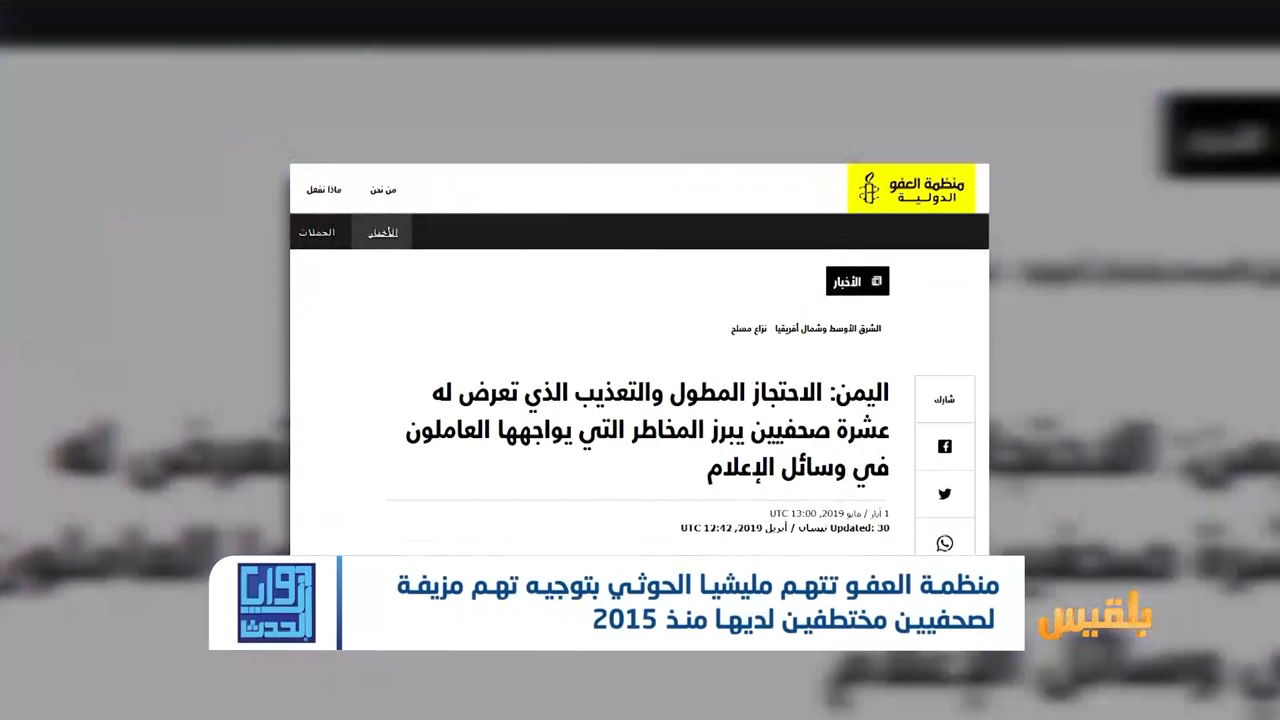 منظمة العفو
الدولية
من نحن
ماذا نفعل
الأخبار
الحملات
الأخبار
الشرق الأوسط وشمال أفريقيا نزاع مسلح
اليمن: الاحتجاز المطول والتعذيب الذي تعرض له
عشرة صحفيين يبرز المخاطر التي يواجهها العاملون
في وسائل الإعلام
1 أيار / مايو 2019, 13:00 UTC
Updated: 30 نيسان / أبريل 2019, 12:42 UTC
شارك
منظمة العفو تتهم مليشيا الحوثي بتوجيه تهم مزيفة
لصحفيين مختطفين لديها منذ 2015
زوايا
الحدث
بلقيس